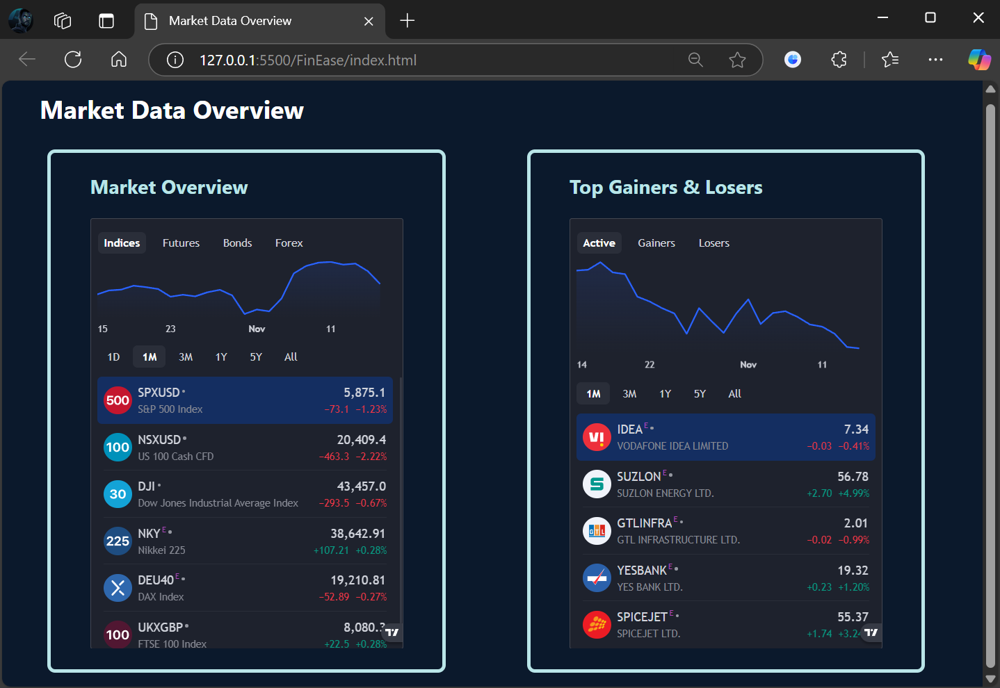 Market Data Overview
127.0.0.1:5500/FinEase/index.html
Market Data Overview
Market Overview
Indices Futures Bonds Forex
15 23 Nov 11
1D 1M 3M 1Y 5Y All
500 SPXUSD 5,875.1
S&P 500 Index −73.1 −1.23%
100 NSXUSD 20,409.4
US 100 Cash CFD −463.3 −2.22%
30 DJI 43,457.0
Dow Jones Industrial Average Index −293.5 −0.67%
225 NKY E 38,642.91
Nikkei 225 +107.21 +0.28%
DEU40 E 19,210.81
DAX Index −52.89 −0.27%
100 UKXGBP
FTSE 100 Index +22.5 +0.28%
Top Gainers & Losers
Active Gainers Losers
14 22 Nov 11
1M 3M 1Y 5Y All
V! IDEA E 7.34
VODAFONE IDEA LIMITED −0.03 −0.41%
SUZLON E 56.78
SUZLON ENERGY LTD. +2.70 +4.99%
GTL GTLINFRA E 2.01
GTL INFRASTRUCTURE LTD. −0.02 −0.99%
YESBANK E 19.32
YES BANK LTD. +0.23 +1.20%
SPICEJET E 55.37
SPICEJET LTD. +1.74